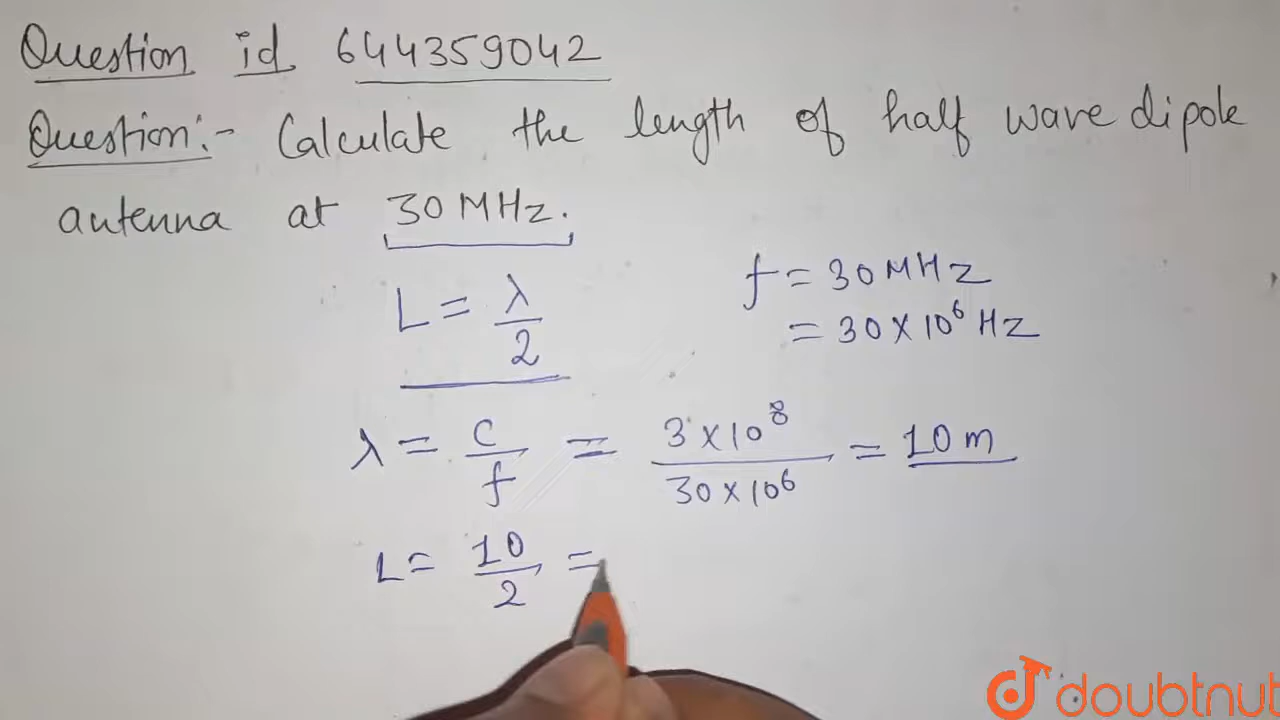 Question id 644359042
Question:- Calculate the length of half wave dipole
antenna at 30 MHz.
L = λ/2
f = 30 MHz
= 30 × 10⁶ Hz
λ = c/f = 3 × 10⁸ / 30 × 10⁶ = 10 m
L = 10/2 =
doubtnut